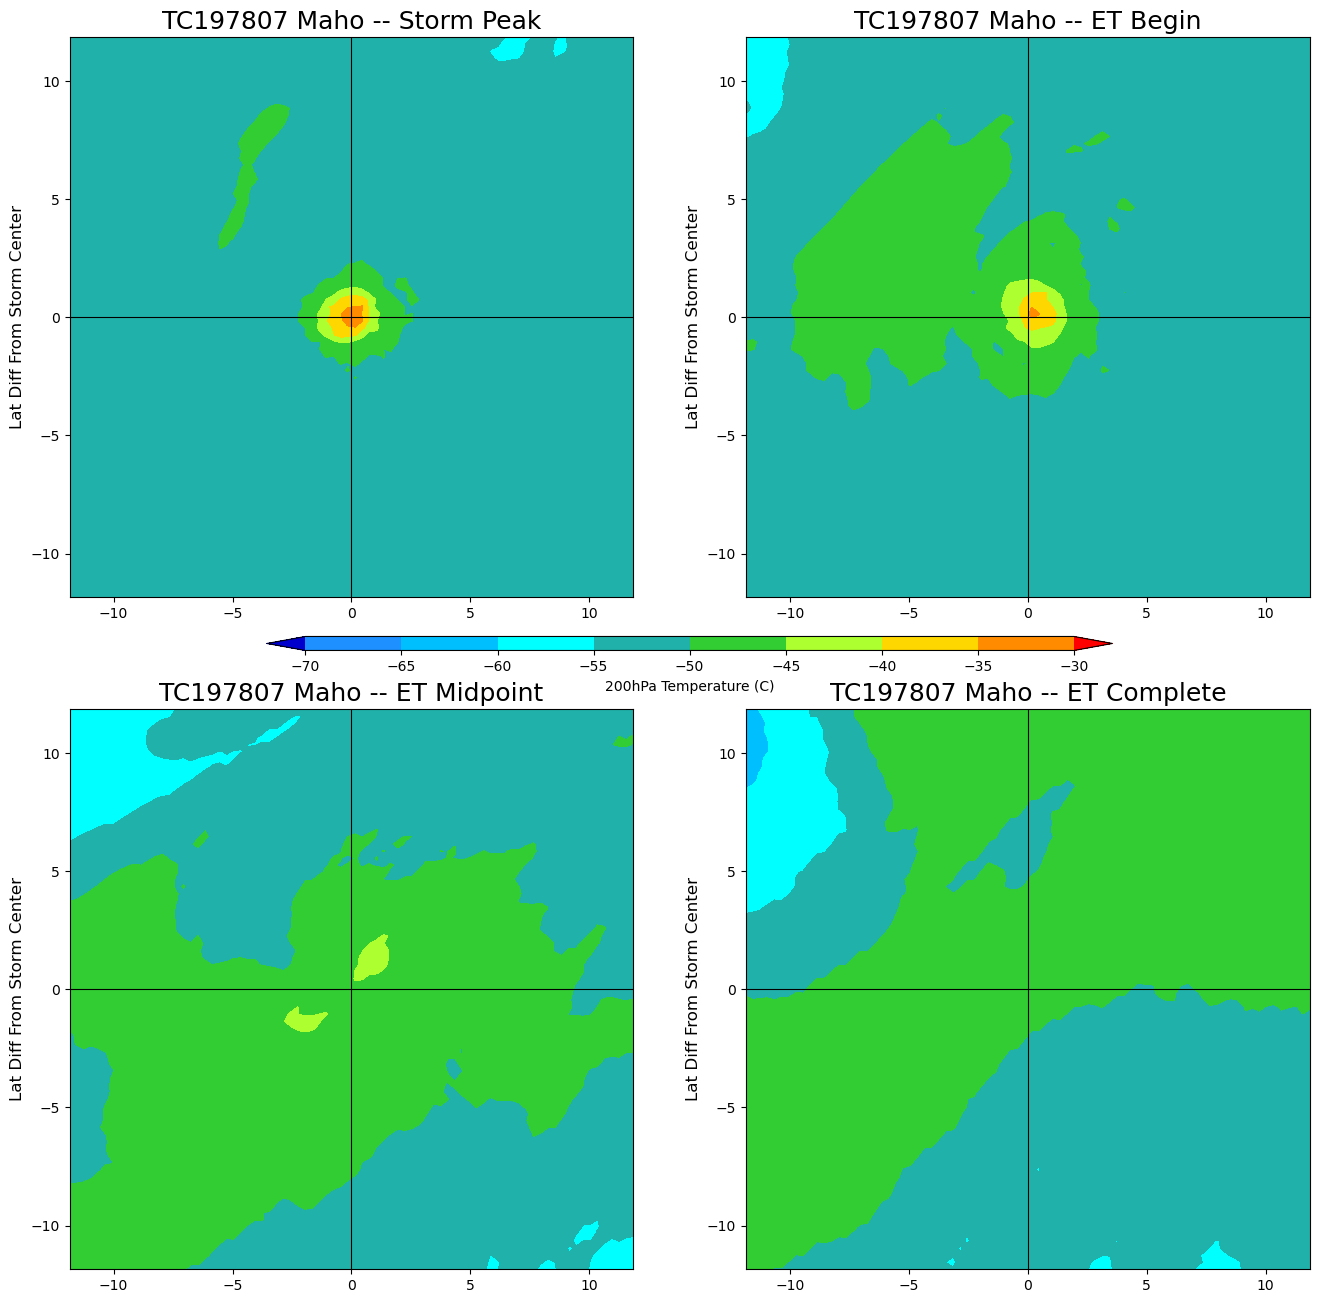 TC197807 Maho -- Storm Peak
TC197807 Maho -- ET Begin
10
5
0
−5
−10
Lat Diff From Storm Center
−10 −5 0 5 10
10
5
0
−5
−10
Lat Diff From Storm Center
−10 −5 0 5 10
−70 −65 −60 −55 −50 −45 −40 −35 −30
200hPa Temperature (C)
TC197807 Maho -- ET Midpoint
TC197807 Maho -- ET Complete
10
5
0
−5
−10
Lat Diff From Storm Center
−10 −5 0 5 10
10
5
0
−5
−10
Lat Diff From Storm Center
−10 −5 0 5 10